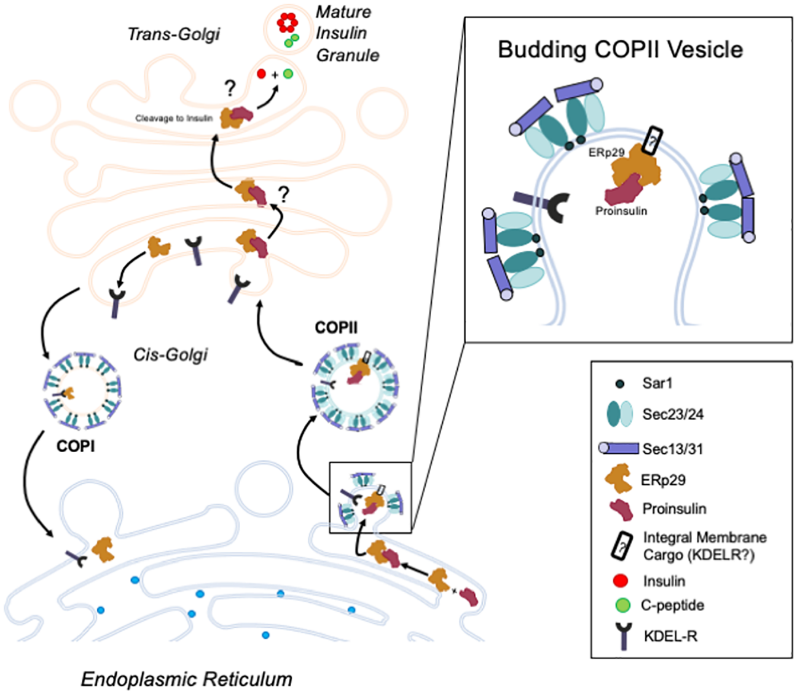 Trans-Golgi
Mature
Insulin
Granule
?
+
Cleavage to Insulin
?
Cis-Golgi
COPII
COPI
+
Endoplasmic Reticulum
Budding COPII Vesicle
?
ERp29
Proinsulin
Sar1
Sec23/24
Sec13/31
ERp29
Proinsulin
?
Integral Membrane
Cargo (KDELR?)
Insulin
C-peptide
KDEL-R